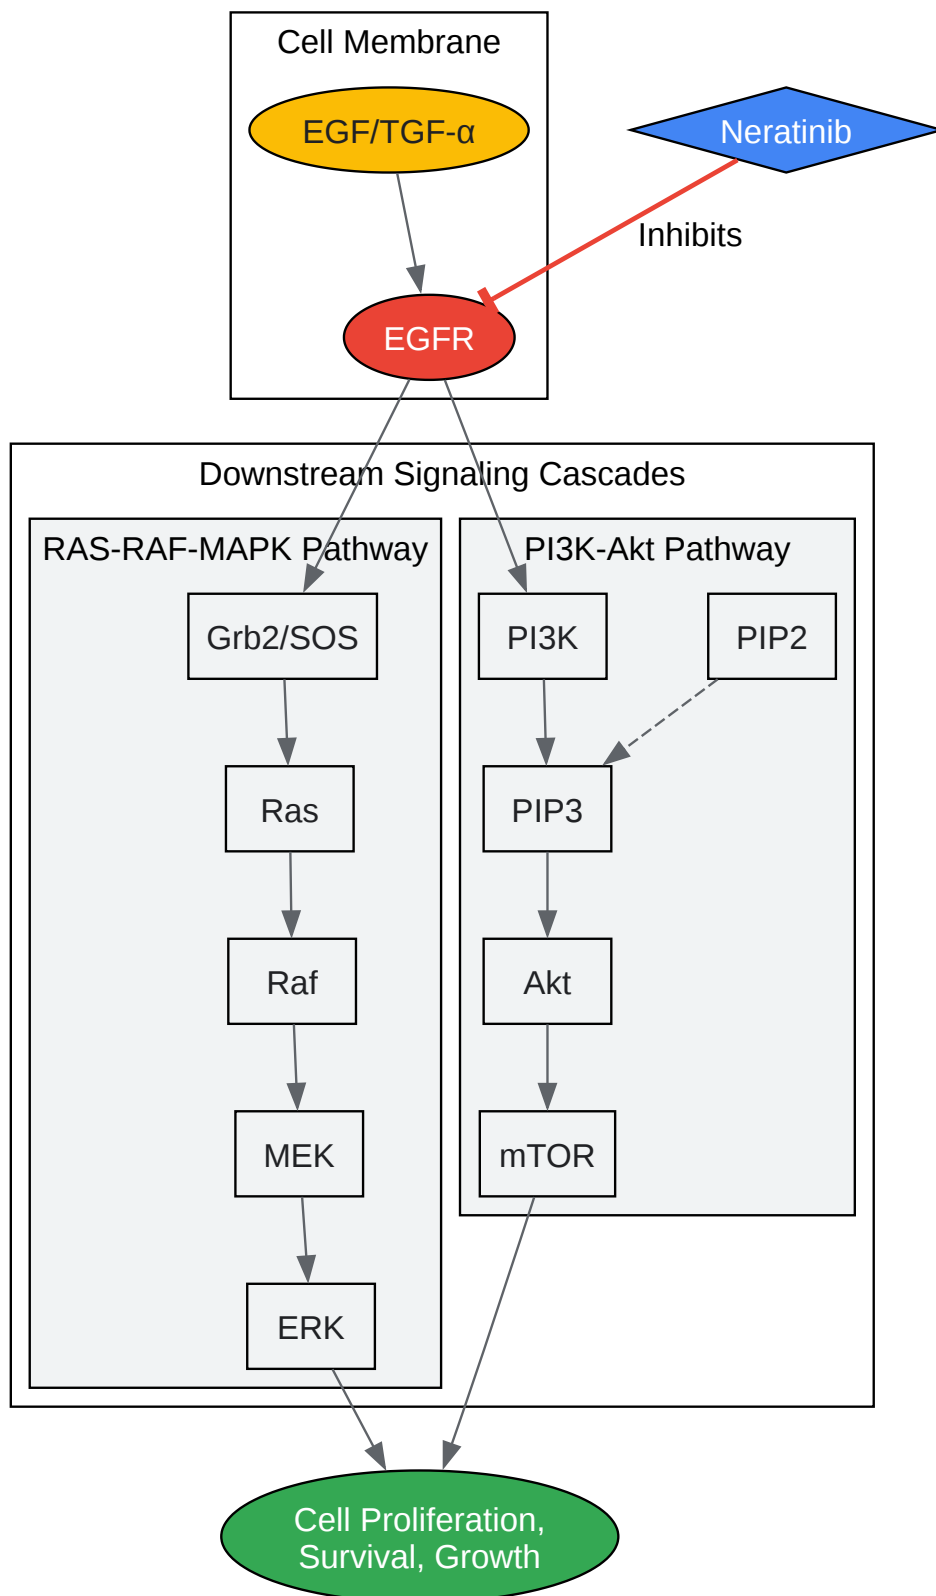 Cell Membrane
EGF/TGF-α
Neratinib
Inhibits
EGFR
Downstream Signaling Cascades
RAS-RAF-MAPK Pathway
PI3K-Akt Pathway
Grb2/SOS
PI3K
PIP2
Ras
PIP3
Raf
Akt
MEK
mTOR
ERK
Cell Proliferation,
Survival, Growth